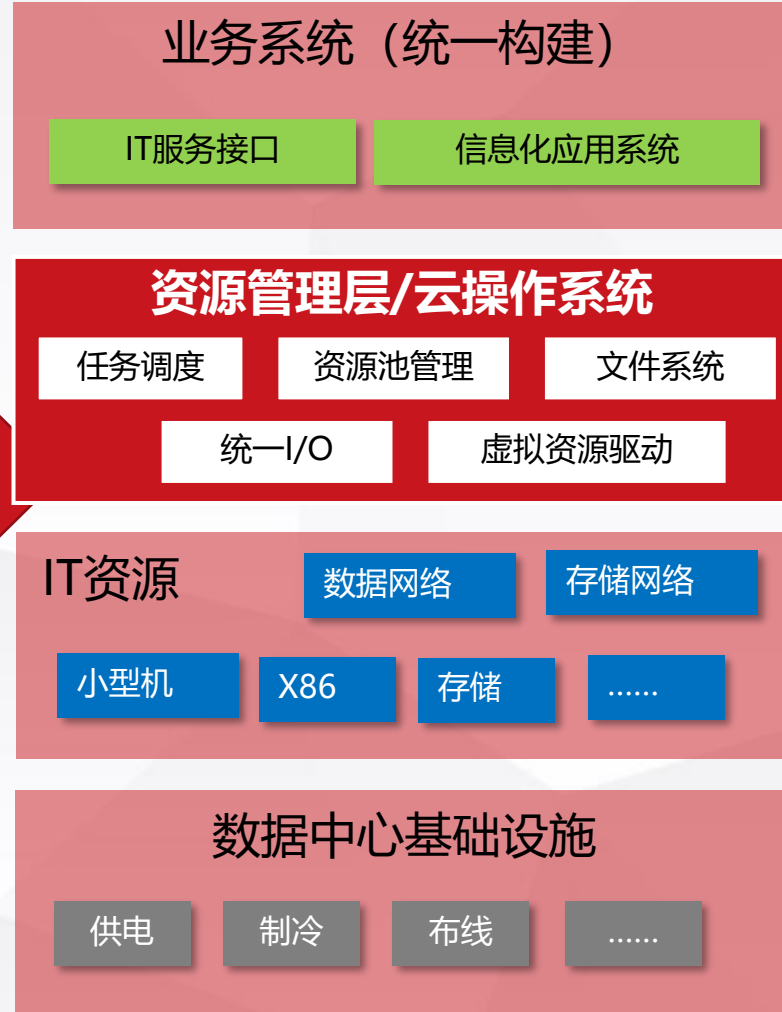 业务系统（统一构建）
IT服务接口 信息化应用系统
资源管理层/云操作系统
任务调度 资源池管理 文件系统
统一I/O 虚拟资源驱动
IT资源 数据网络 存储网络
小型机 X86 存储 ......
数据中心基础设施
供电 制冷 布线 ......